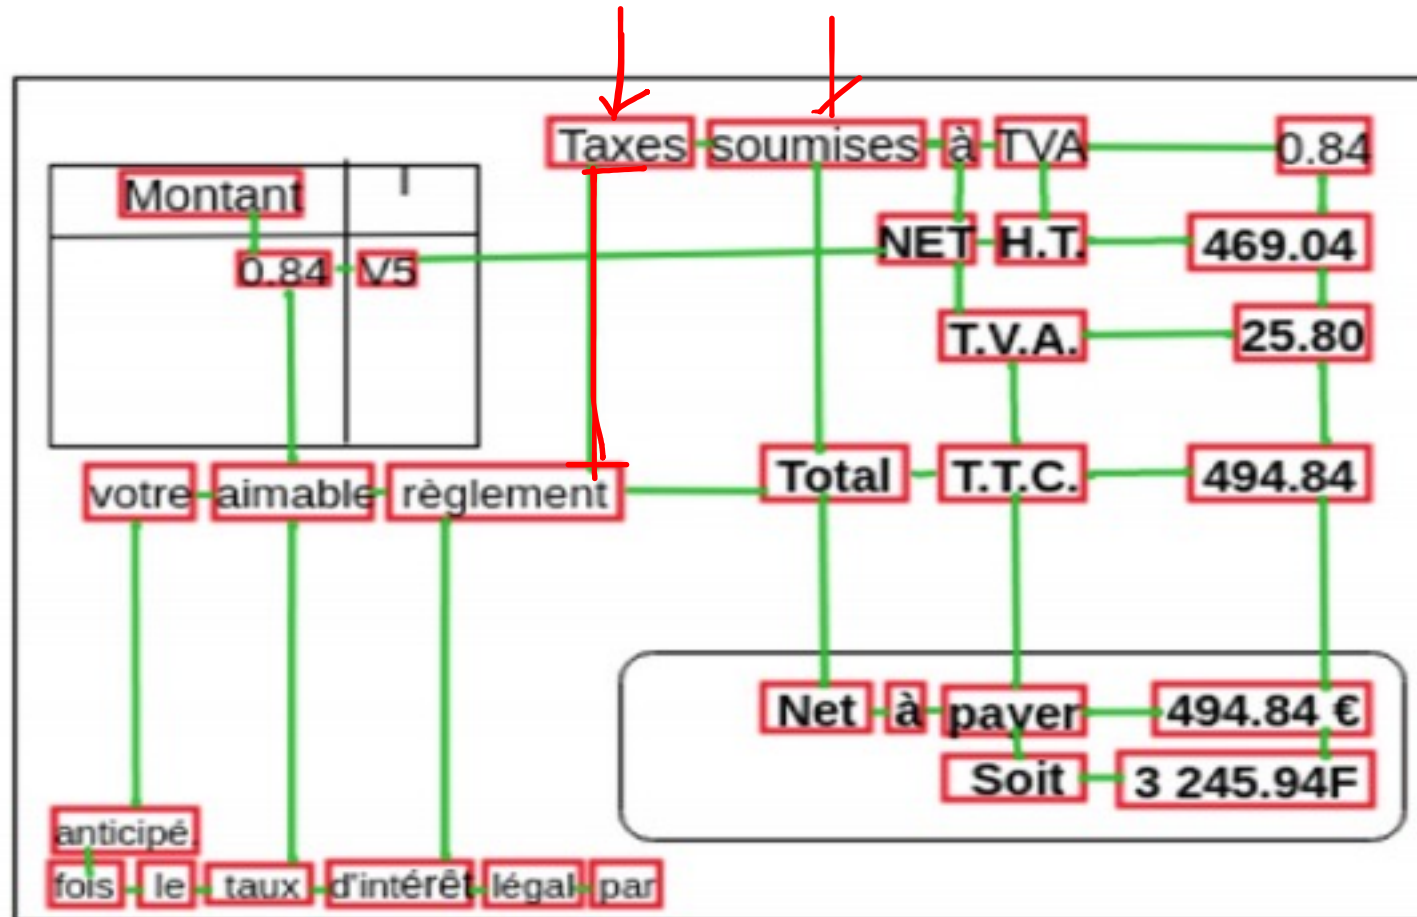 Taxes soumises à TVA 0.84
Montant
NET H.T. 469.04
0.84 V5
T.V.A. 25.80
votre aimable règlement Total T.T.C. 494.84
Net à payer 494.84 €
Soit 3 245.94F
anticipé.
fois le taux d'intérêt légal par